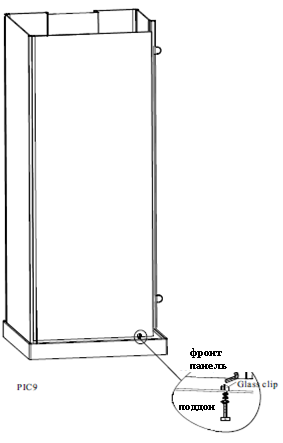 фронт
панель
Glass clip
поддон
PIC9